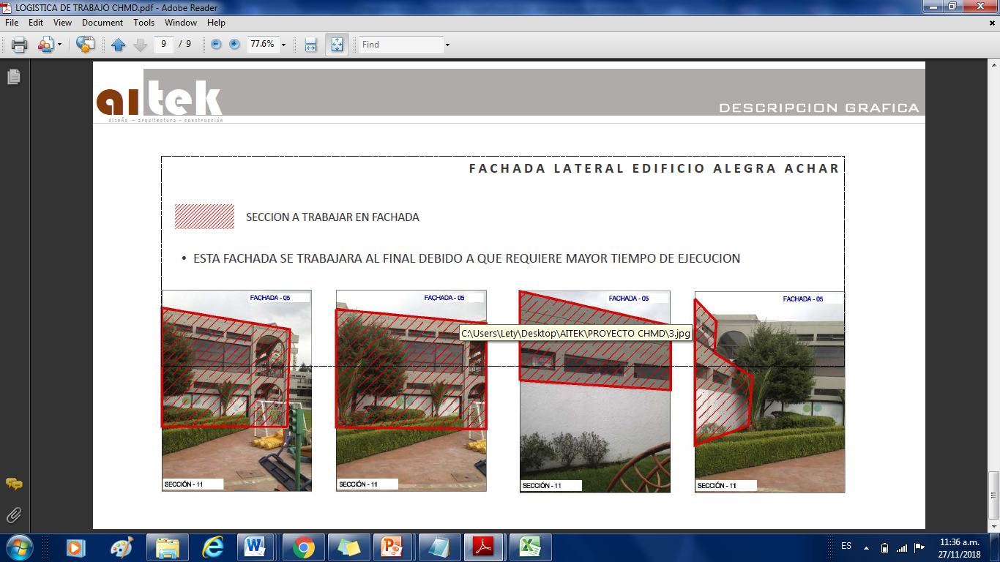 LOGISTICA DE TRABAJO CHMD.pdf - Adobe Reader
File Edit View Document Tools Window Help
9 / 9 77.6% Find
aitek
diseño - arquitectura - construcción
DESCRIPCION GRAFICA
FACHADA LATERAL EDIFICIO ALEGRA ACHAR
SECCION A TRABAJAR EN FACHADA
• ESTA FACHADA SE TRABAJARA AL FINAL DEBIDO A QUE REQUIERE MAYOR TIEMPO DE EJECUCION
FACHADA - 05 FACHADA - 05 FACHADA - 05 FACHADA - 05
C:\Users\Lety\Desktop\AITEK\PROYECTO CHMD\3.jpg
SECCIÓN - 11 SECCIÓN - 11 SECCIÓN - 11 SECCIÓN - 11
ES 11:36 a.m.
27/11/2018